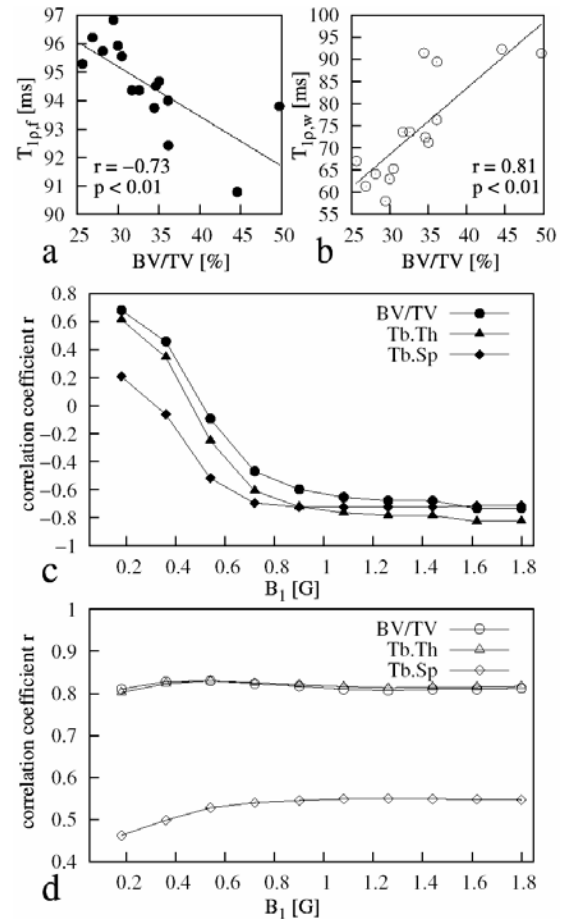 97
96
95
94
93
92
91
90
T1ρ,f [ms]
r = −0.73
p < 0.01
25 30 35 40 45 50
BV/TV [%]
a
100
95
90
85
80
75
70
65
60
55
T1ρ,w [ms]
r = 0.81
p < 0.01
25 30 35 40 45 50
BV/TV [%]
b
0.8
0.6
0.4
0.2
0
−0.2
−0.4
−0.6
−0.8
−1
correlation coefficient r
BV/TV
Tb.Th
Tb.Sp
0.2 0.4 0.6 0.8 1 1.2 1.4 1.6 1.8
B1 [G]
c
1
0.9
0.8
0.7
0.6
0.5
0.4
correlation coefficient r
BV/TV
Tb.Th
Tb.Sp
0.2 0.4 0.6 0.8 1 1.2 1.4 1.6 1.8
B1 [G]
d